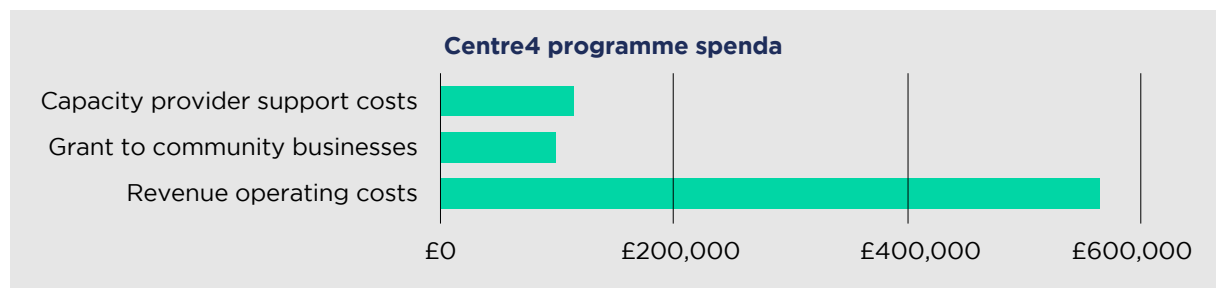 Centre4 programme spenda
Capacity provider support costs
Grant to community businesses
Revenue operating costs
£0 £200,000 £400,000 £600,000